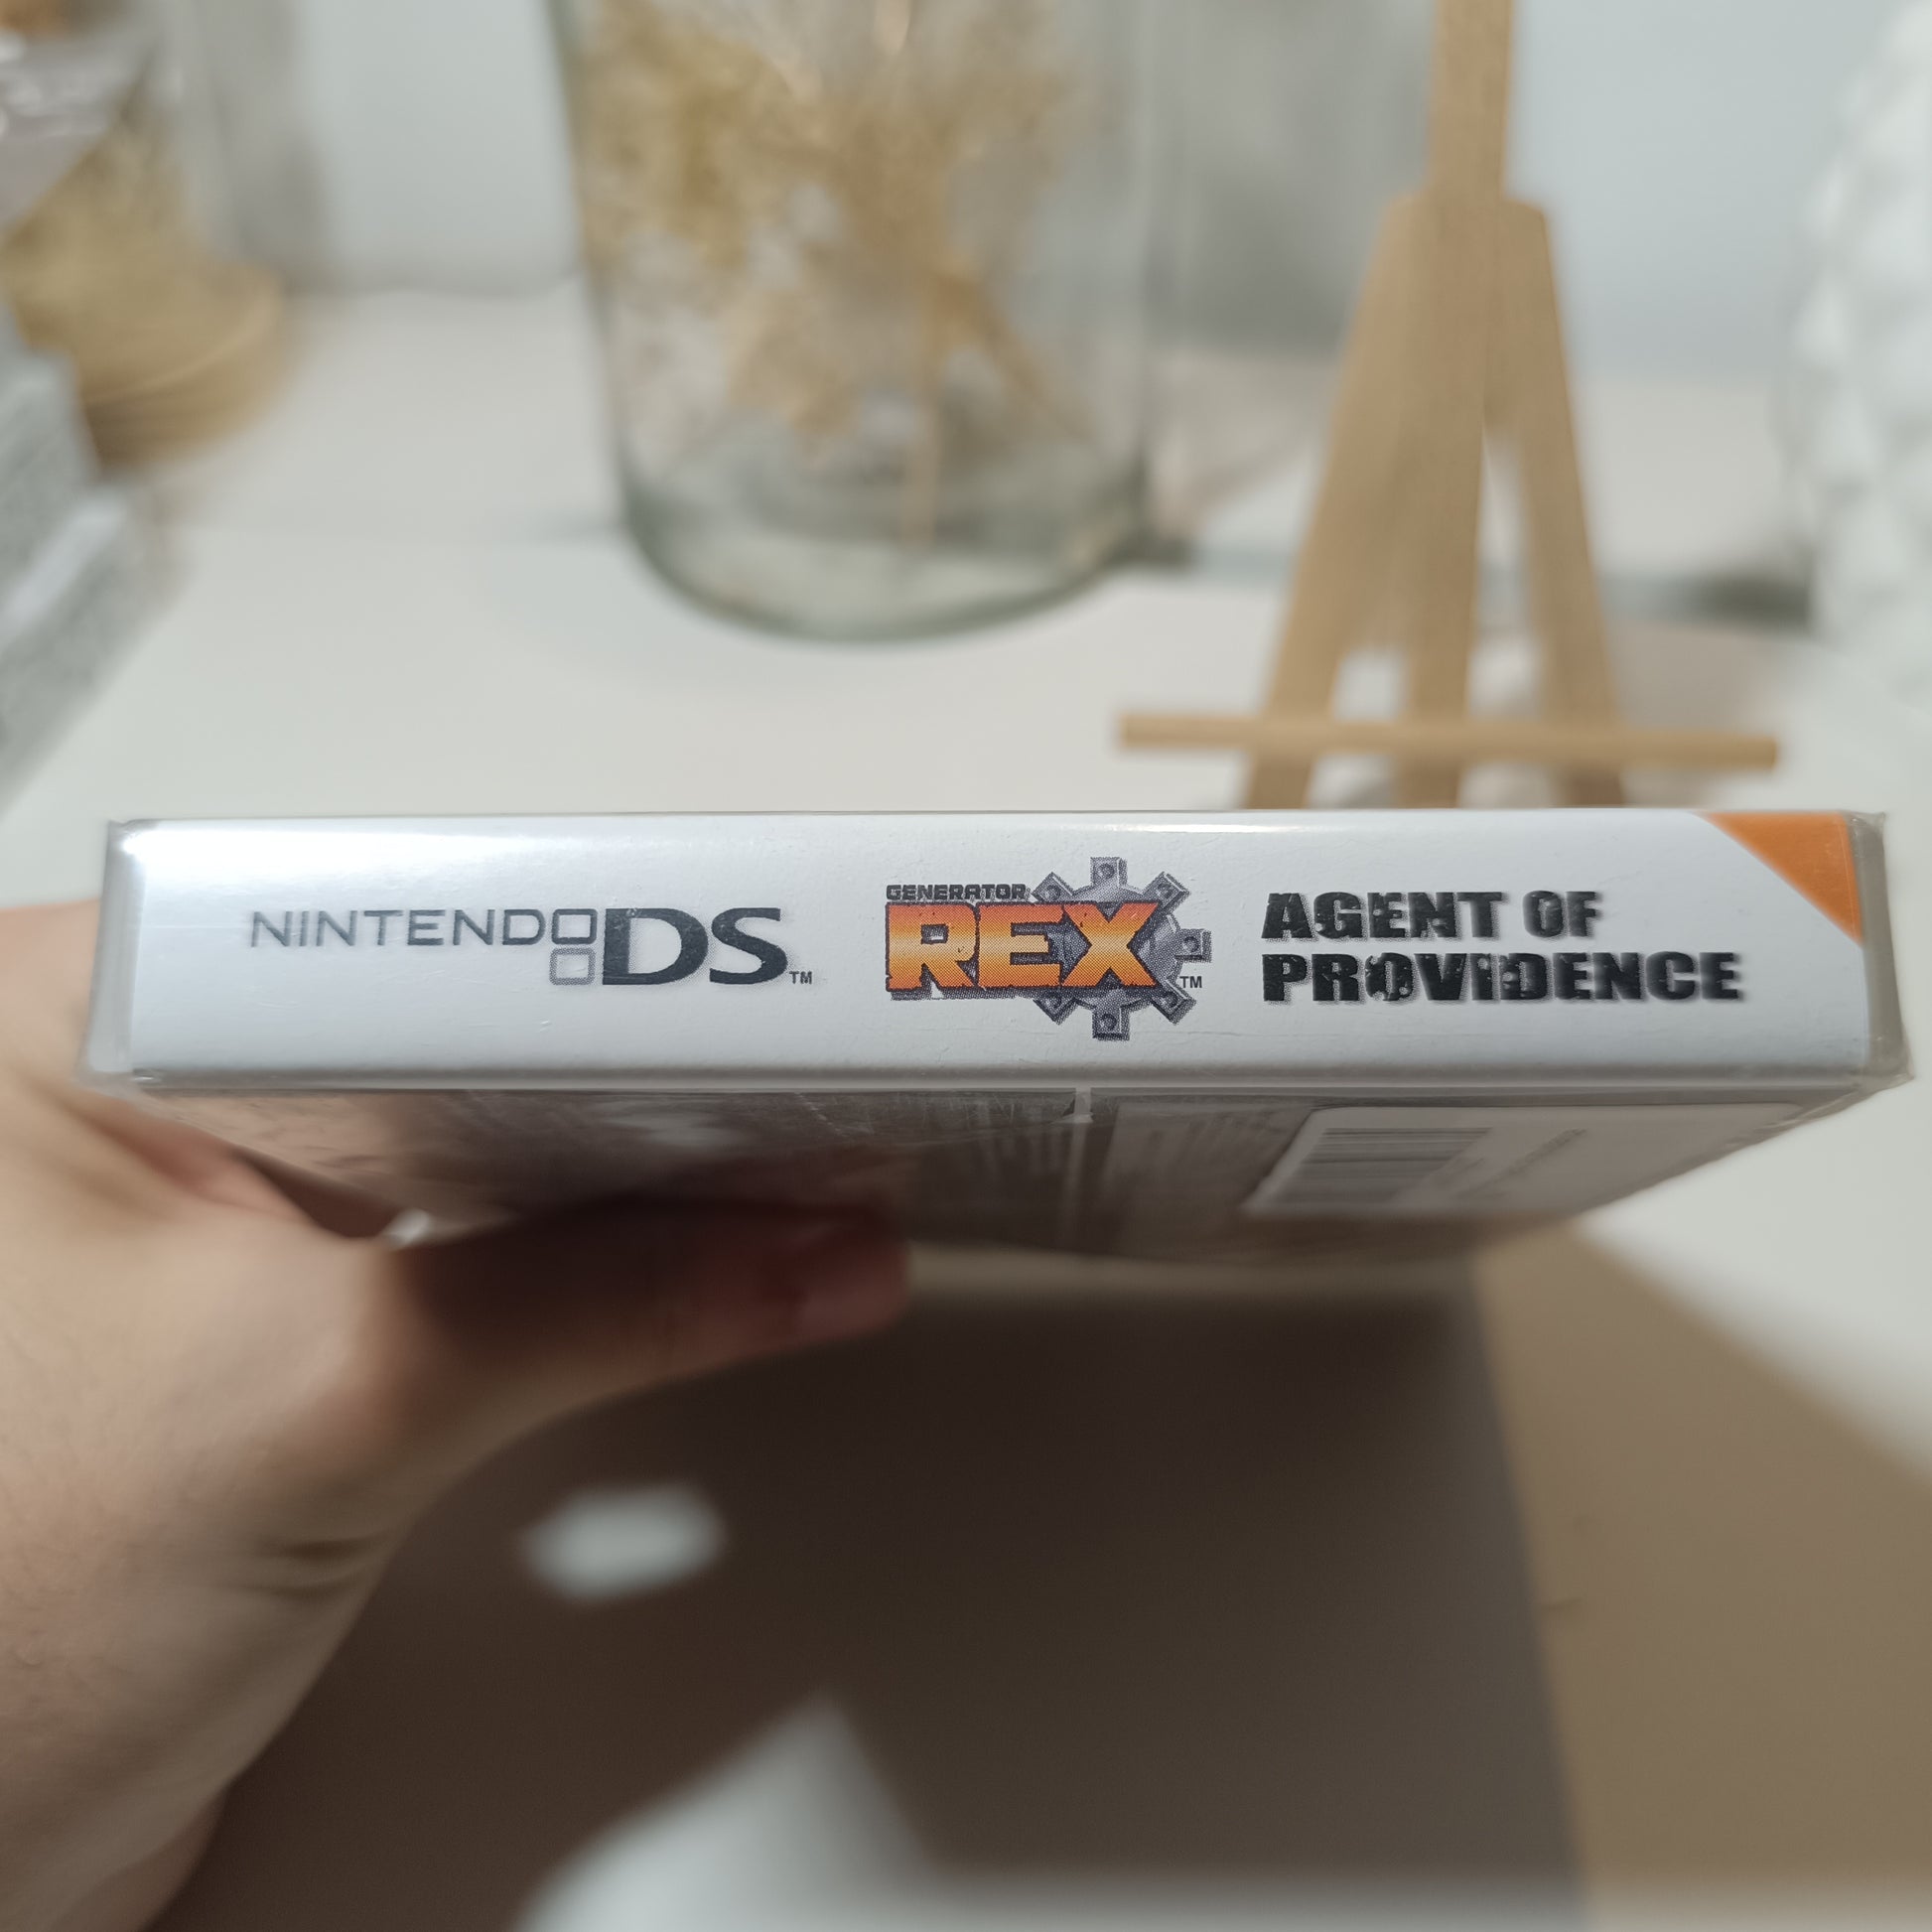 NINTENDO DS™
GENERATOR
REX™
AGENT OF
PROVIDENCE